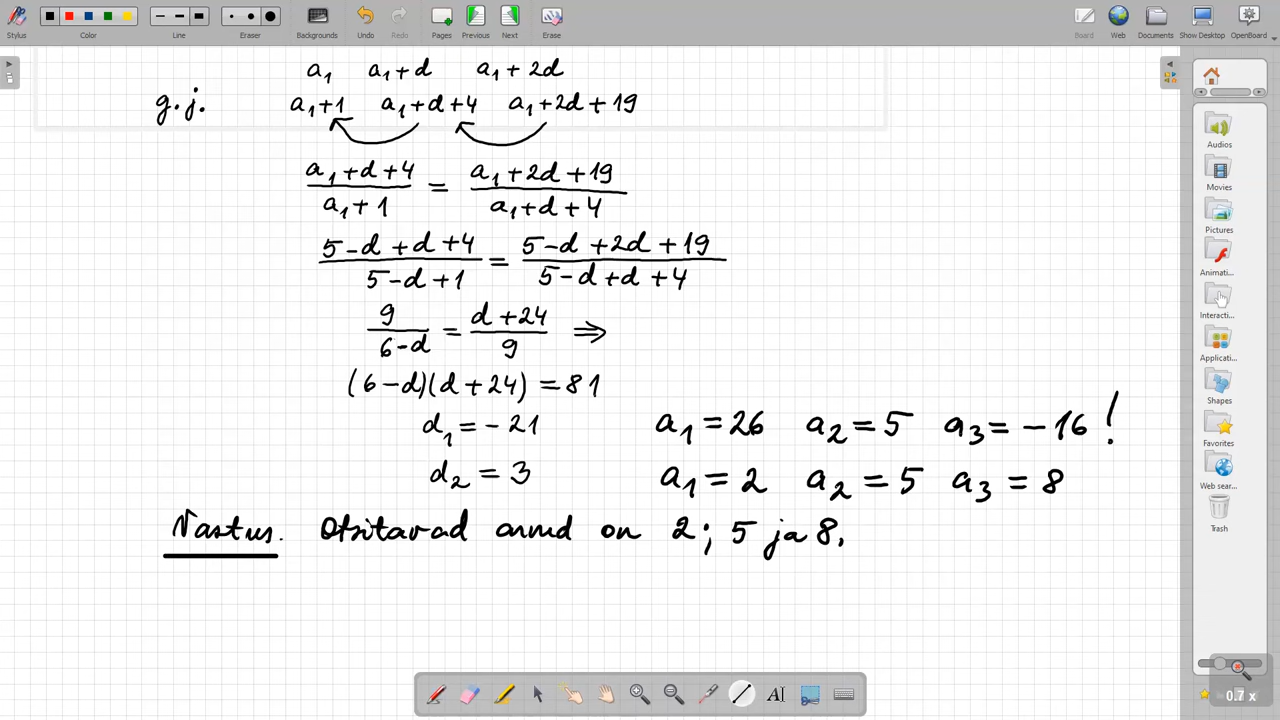 Stylus Color Line Eraser Backgrounds Undo Redo Pages Previous Next Erase Board Web Documents Show Desktop OpenBoard
a₁ a₁+d a₁+2d
g.j. a₁+1 a₁+d+4 a₁+2d+19
(a₁+d+4)/(a₁+1) = (a₁+2d+19)/(a₁+d+4)
(5-d+d+4)/(5-d+1) = (5-d+2d+19)/(5-d+d+4)
9/(6-d) = (d+24)/9 ⇒
(6-d)(d+24) = 81
d₁ = -21 a₁ = 26 a₂ = 5 a₃ = -16 !
d₂ = 3 a₁ = 2 a₂ = 5 a₃ = 8
Vastus. Otsitavad arvud on 2; 5 ja 8.
Audios
Movies
Pictures
Animati...
Interacti...
Applicati...
Shapes
Favorites
Web sear...
Trash
0.7 x